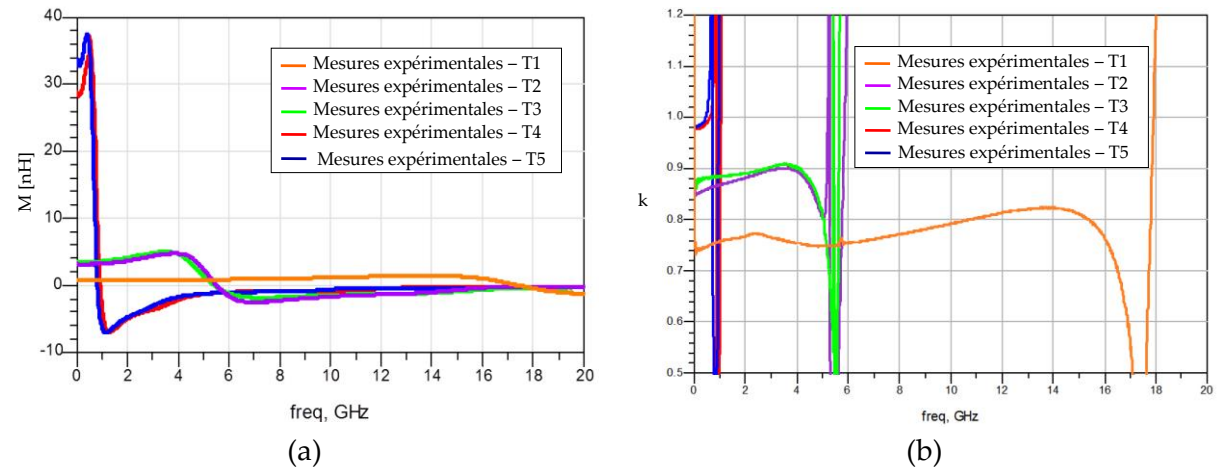 40
30
20
10
0
-10
M [nH]
Mesures expérimentales – T1
Mesures expérimentales – T2
Mesures expérimentales – T3
Mesures expérimentales – T4
Mesures expérimentales – T5
0 2 4 6 8 10 12 14 16 18 20
freq, GHz
(a)
1.2
1.1
1.0
0.9
0.8
0.7
0.6
0.5
k
Mesures expérimentales – T1
Mesures expérimentales – T2
Mesures expérimentales – T3
Mesures expérimentales – T4
Mesures expérimentales – T5
0 2 4 6 8 10 12 14 16 18 20
freq, GHz
(b)